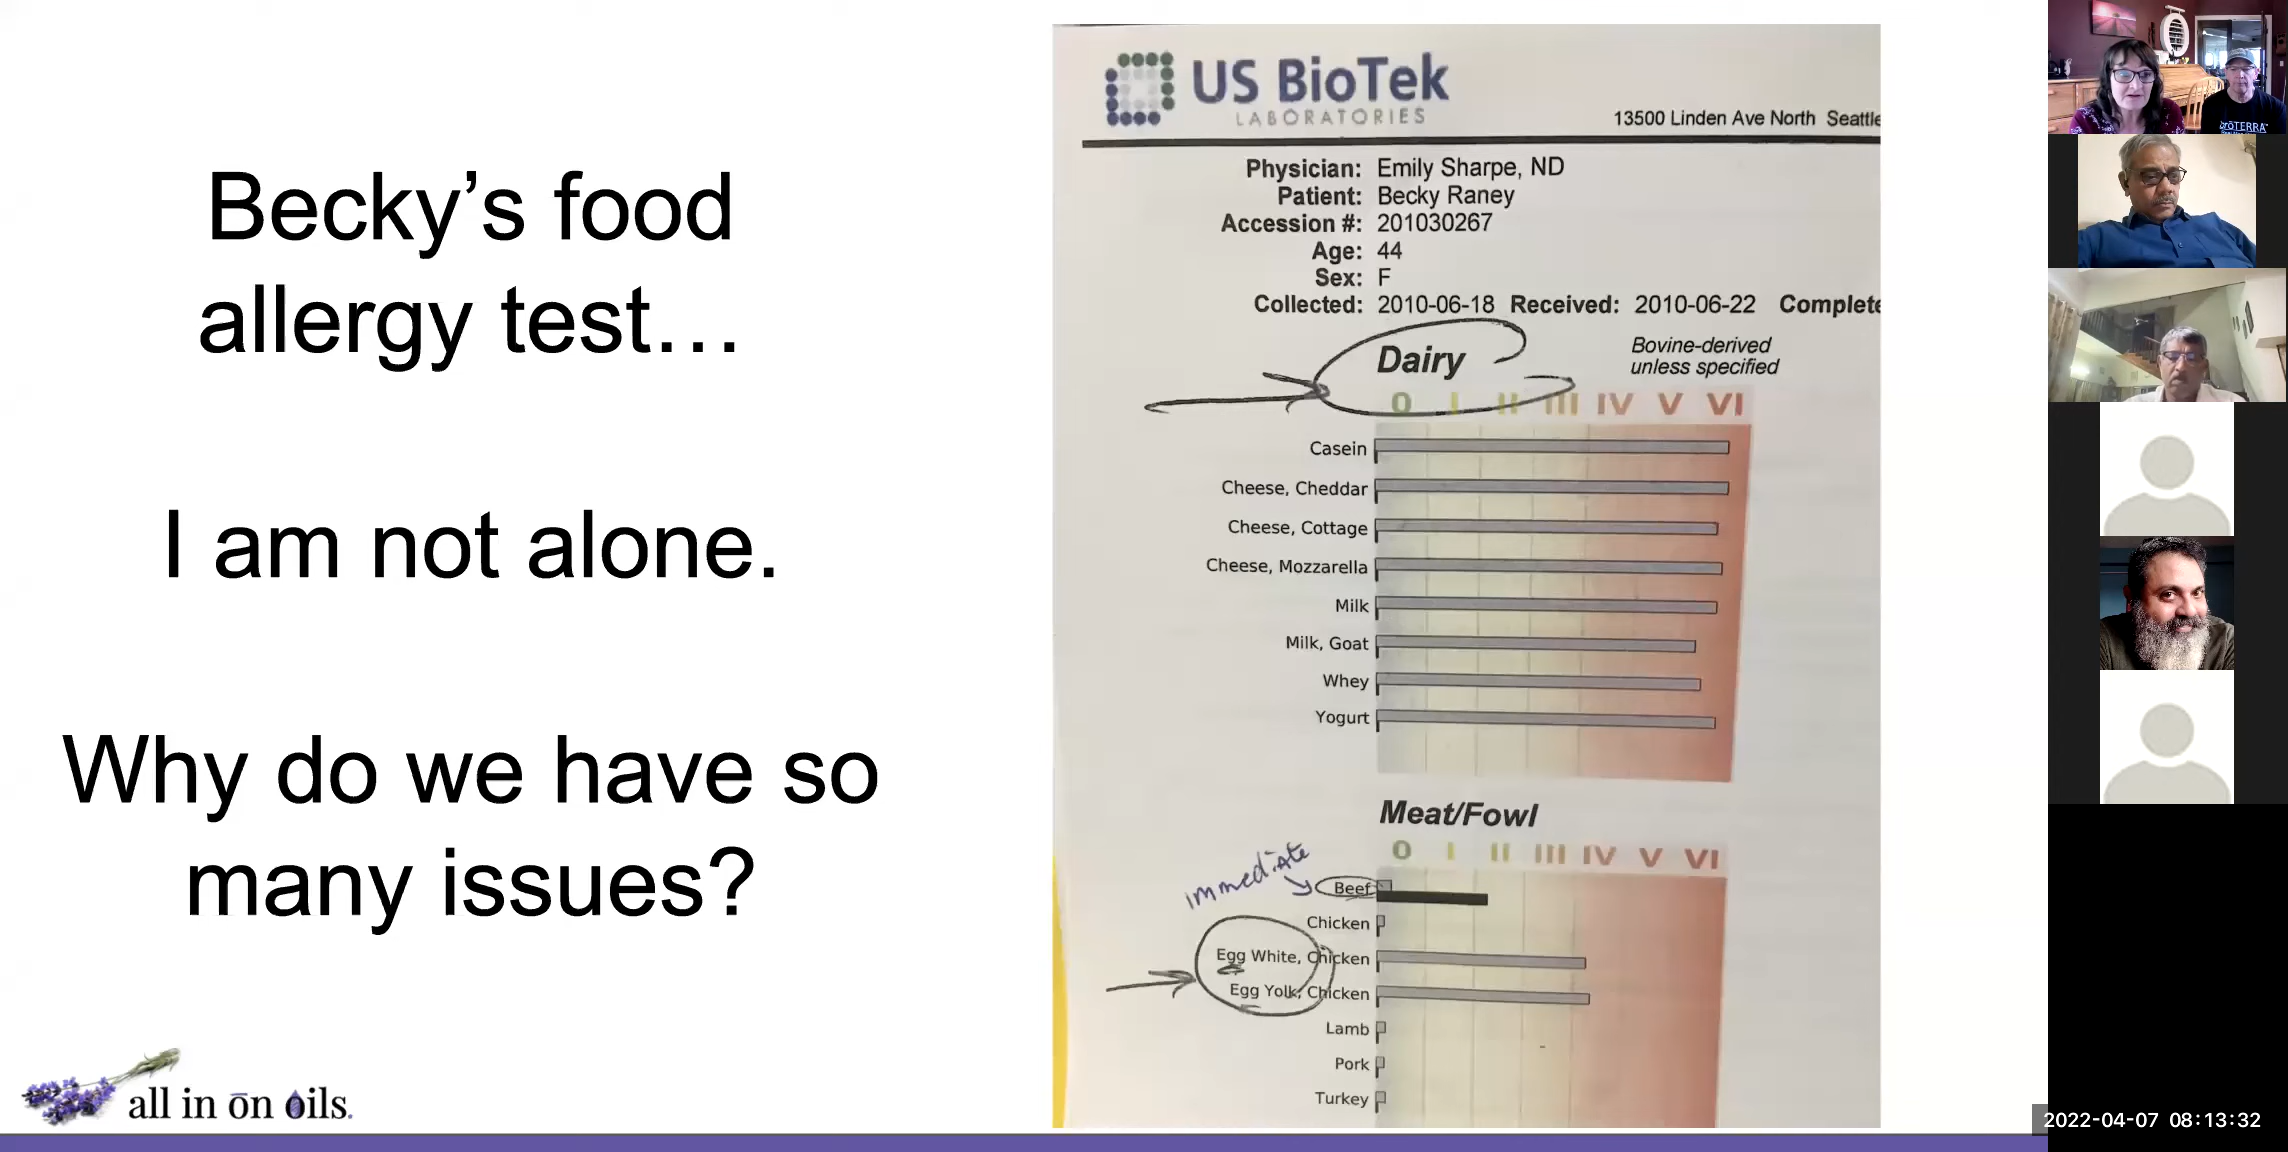 Becky's food
allergy test…
I am not alone.
Why do we have so
many issues?
all in ōn oils.
US BioTek
LABORATORIES
13500 Linden Ave North Seattle
Physician: Emily Sharpe, ND
Patient: Becky Raney
Accession #: 201030267
Age: 44
Sex: F
Collected: 2010-06-18 Received: 2010-06-22 Complete
Dairy
Bovine-derived
unless specified
0 I II III IV V VI
Casein
Cheese, Cheddar
Cheese, Cottage
Cheese, Mozzarella
Milk
Milk, Goat
Whey
Yogurt
Meat/Fowl
0 I II III IV V VI
immediate
Beef
Chicken
Egg White, Chicken
Egg Yolk, Chicken
Lamb
Pork
Turkey
dōTERRA
2022-04-07 08:13:32